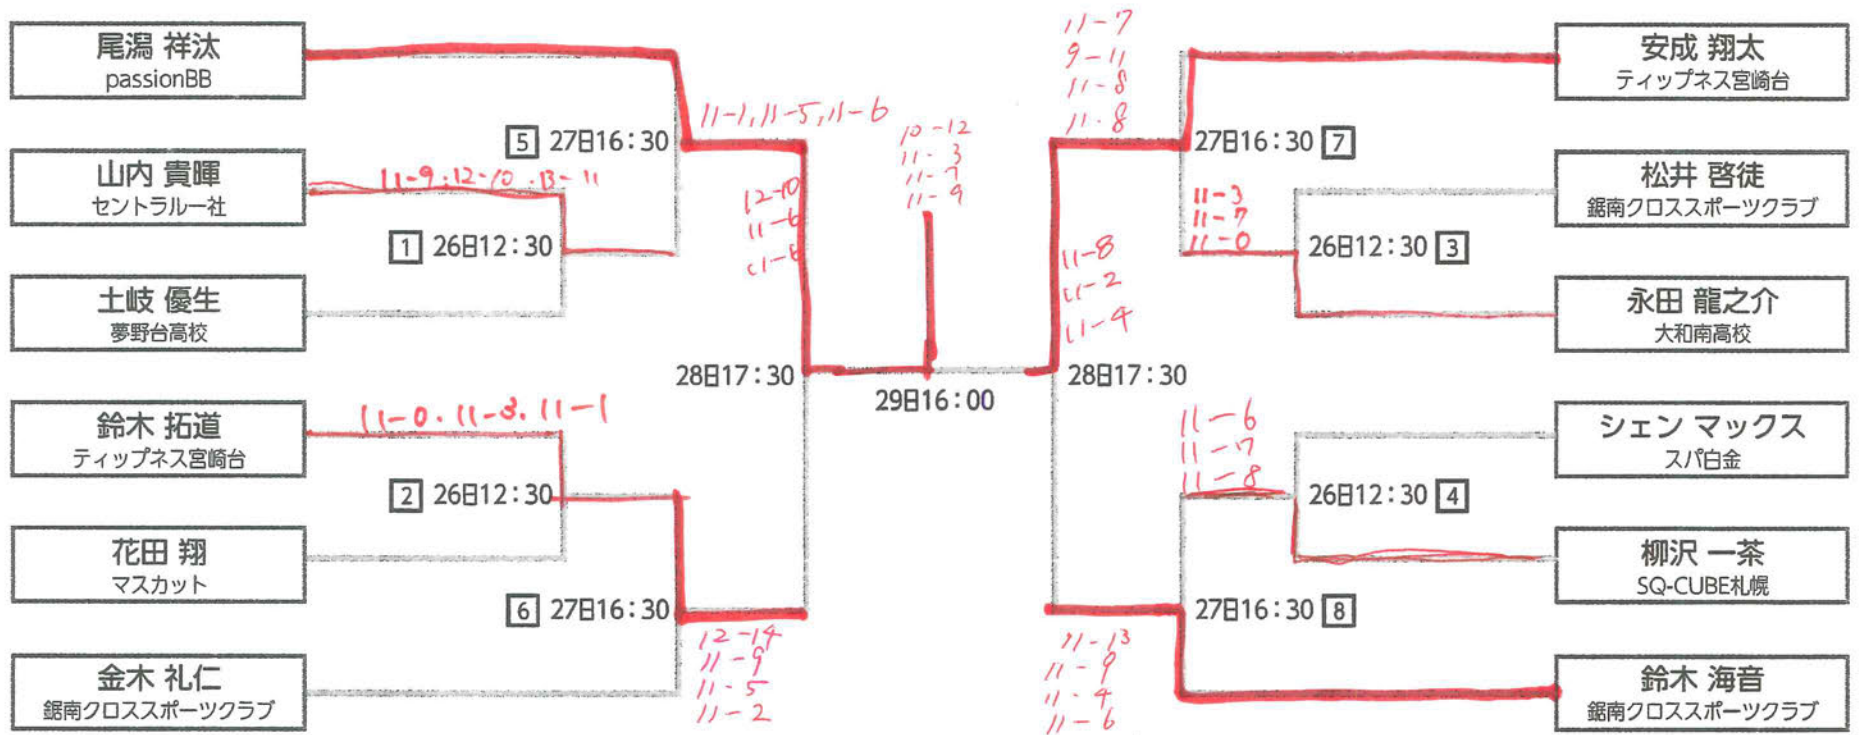 尾潟 祥汰
passionBB
山内 貴暉
セントラル一社
土岐 優生
夢野台高校
鈴木 拓道
ティップネス宮崎台
花田 翔
マスカット
金木 礼仁
鋸南クロススポーツクラブ
11-9.12-10.13-11
1 26日12:30
11-0.11-3.11-1
2 26日12:30
5 27日16:30
11-1,11-5,11-6
6 27日16:30
12-14
11-9
11-5
11-2
12-10
11-6
11-6
28日17:30
10-12
11-3
11-7
11-9
29日16:00
11-7
9-11
11-8
11-8
11-8
11-2
11-4
28日17:30
11-13
11-9
11-4
11-6
27日16:30 7
11-3
11-7
11-0
26日12:30 3
11-6
11-7
11-8
26日12:30 4
27日16:30 8
安成 翔太
ティップネス宮崎台
松井 啓徒
鋸南クロススポーツクラブ
永田 龍之介
大和南高校
シェン マックス
スパ白金
柳沢 一茶
SQ-CUBE札幌
鈴木 海音
鋸南クロススポーツクラブ